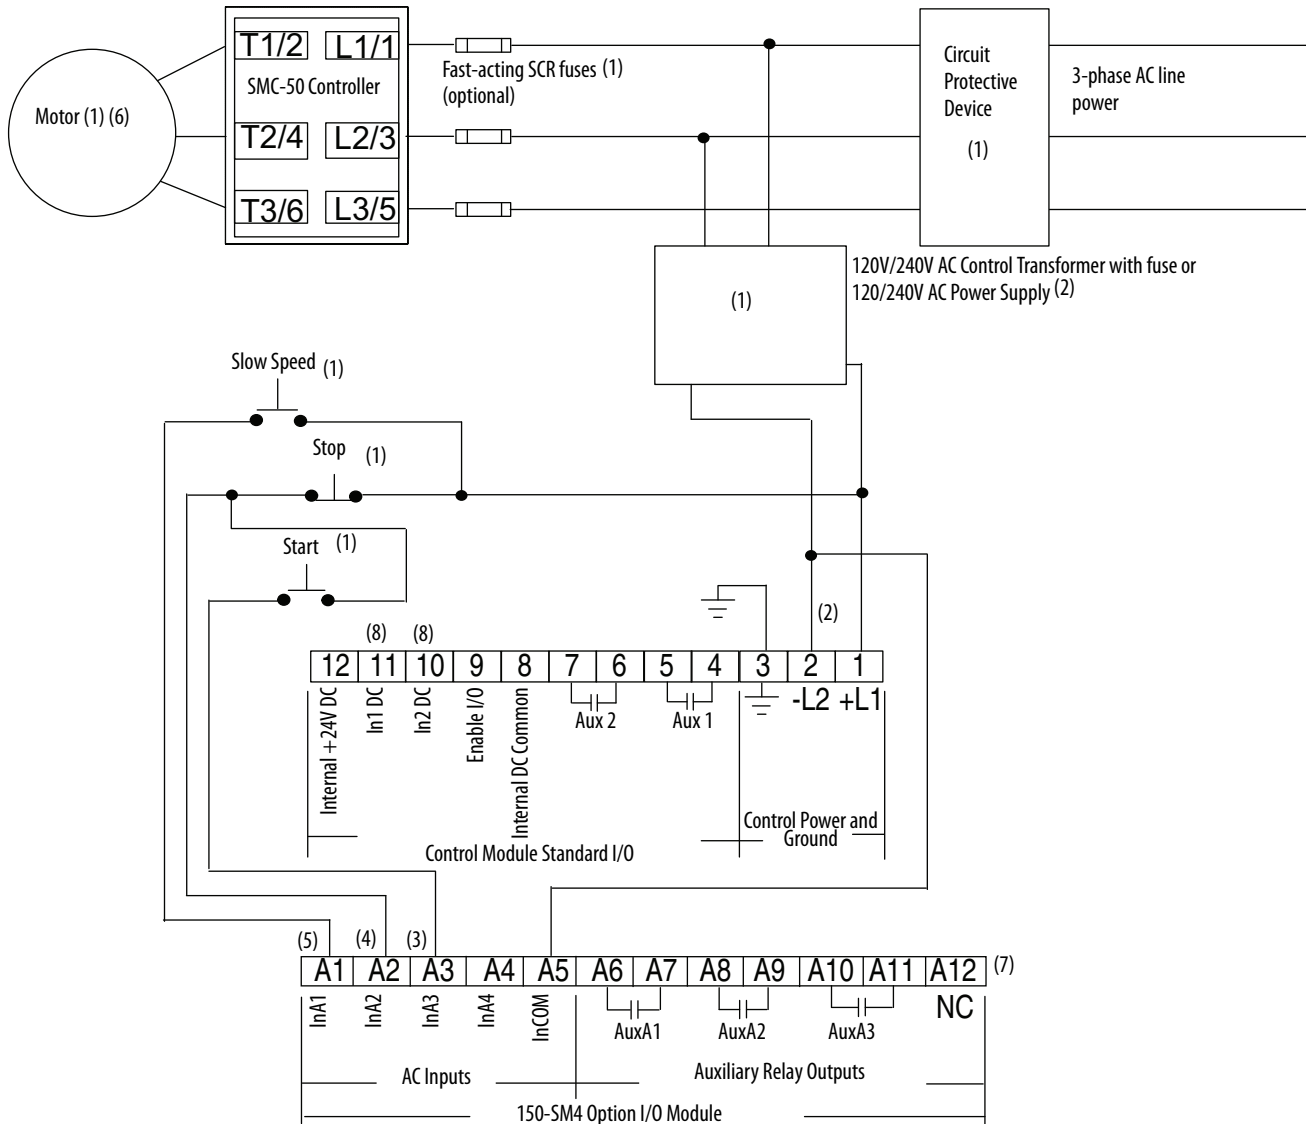 T1/2 L1/1
SMC-50 Controller
T2/4 L2/3
T3/6 L3/5
Motor (1) (6)
Fast-acting SCR fuses (1)
(optional)
Circuit
Protective
Device
(1)
3-phase AC line
power
(1)
120V/240V AC Control Transformer with fuse or
120/240V AC Power Supply (2)
Slow Speed (1)
Stop (1)
Start (1)
(2)
(8) (8)
12 11 10 9 8 7 6 5 4 3 2 1
-L2 +L1
Internal +24V DC
In1 DC
In2 DC
Enable I/O
Internal DC Common
Aux 2
Aux 1
Control Power and
Ground
Control Module Standard I/O
(5) (4) (3)
A1 A2 A3 A4 A5 A6 A7 A8 A9 A10 A11 A12 (7)
InA1
InA2
InA3
InA4
InCOM
AuxA1
AuxA2
AuxA3
NC
AC Inputs
Auxiliary Relay Outputs
150-SM4 Option I/O Module